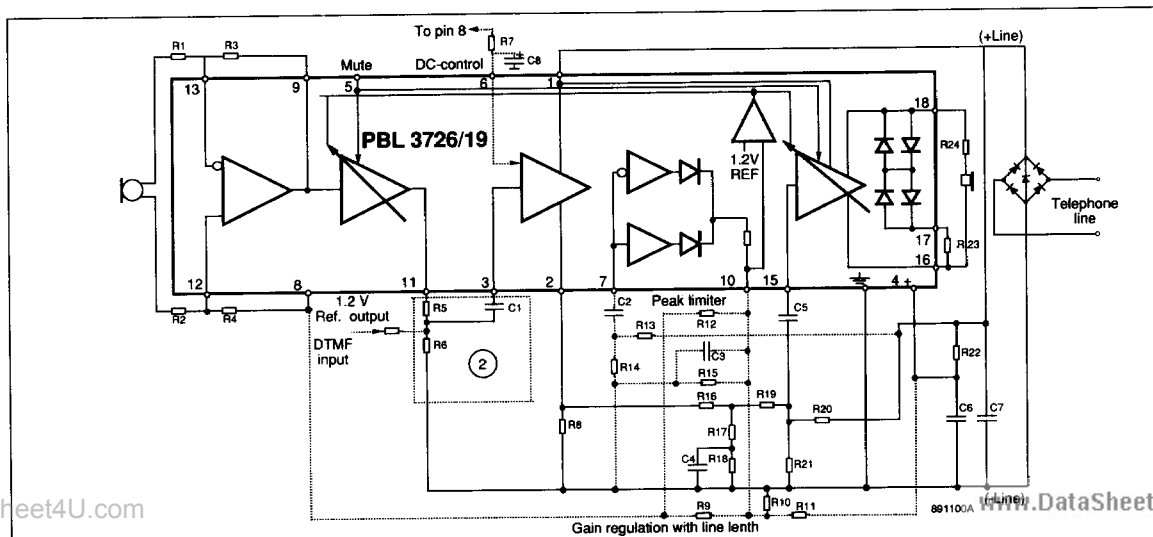 To pin 8
R7
(+Line)
R1
R3
C8
Mute
DC-control
13
9
5
6
1
18
PBL 3726/19
1.2V
REF
R24
Telephone
line
17
R23
16
12
8
11
3
2
7
10
15
4 +
1.2 V
Ref. output
R5
C1
C2
Peak limiter
C5
R2
R4
R13
R12
DTMF
input
R6
C3
R22
2
R14
R15
R16
R19
R20
C6
C7
R8
R17
C4
R18
R21
R10
(-Line)
heet4U.com
R9
R11
891100A
www.DataSheet
Gain regulation with line lenth